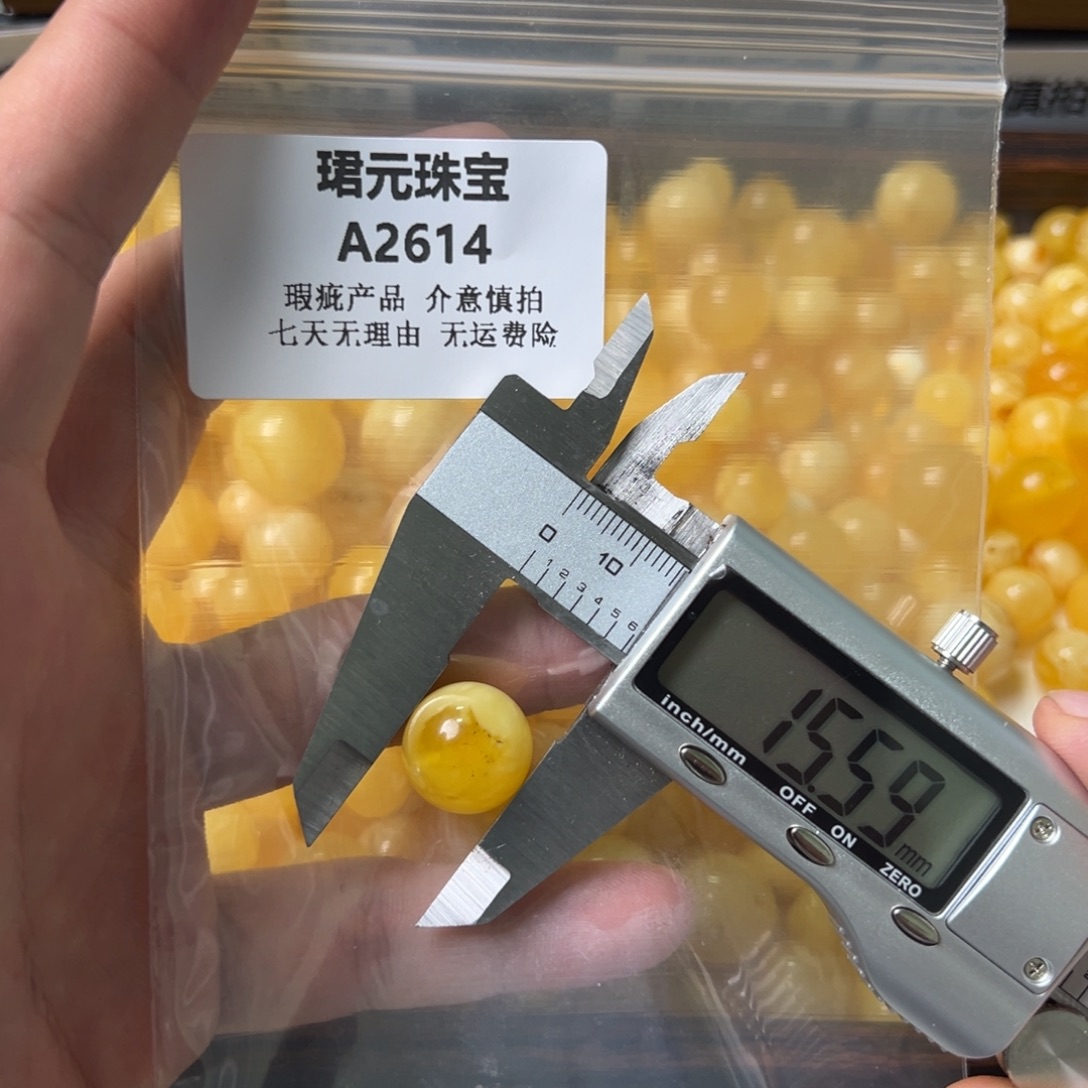 珺元珠宝
A2614
瑕疵产品 介意慎拍
七天无理由 无运费险
慎拍
0 10
1 2 3 4 5 6
15.59 mm
inch/mm
OFF
ON
ZERO